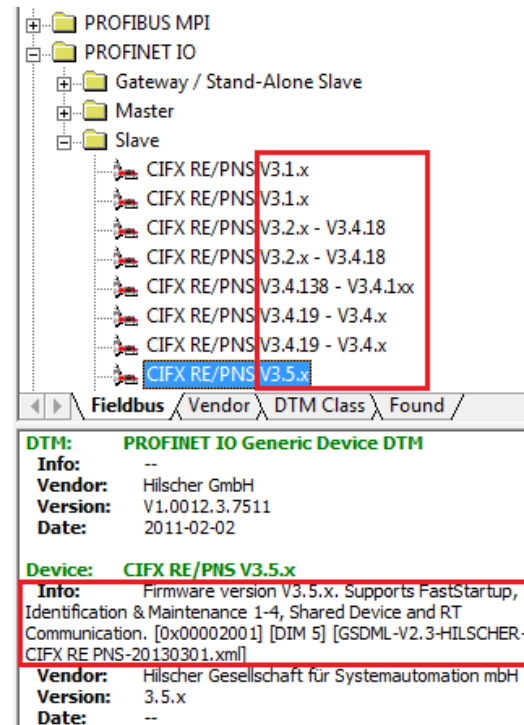 PROFIBUS MPI
PROFINET IO
Gateway / Stand-Alone Slave
Master
Slave
CIFX RE/PNS V3.1.x
CIFX RE/PNS V3.1.x
CIFX RE/PNS V3.2.x - V3.4.18
CIFX RE/PNS V3.2.x - V3.4.18
CIFX RE/PNS V3.4.138 - V3.4.1xx
CIFX RE/PNS V3.4.19 - V3.4.x
CIFX RE/PNS V3.4.19 - V3.4.x
CIFX RE/PNS V3.5.x
Fieldbus Vendor DTM Class Found
DTM: PROFINET IO Generic Device DTM
Info: --
Vendor: Hilscher GmbH
Version: V1.0012.3.7511
Date: 2011-02-02
Device: CIFX RE/PNS V3.5.x
Info: Firmware version V3.5.x. Supports FastStartup,
Identification & Maintenance 1-4, Shared Device and RT
Communication. [0x00002001] [DIM 5] [GSDML-V2.3-HILSCHER-
CIFX RE PNS-20130301.xml]
Vendor: Hilscher Gesellschaft für Systemautomation mbH
Version: 3.5.x
Date: --